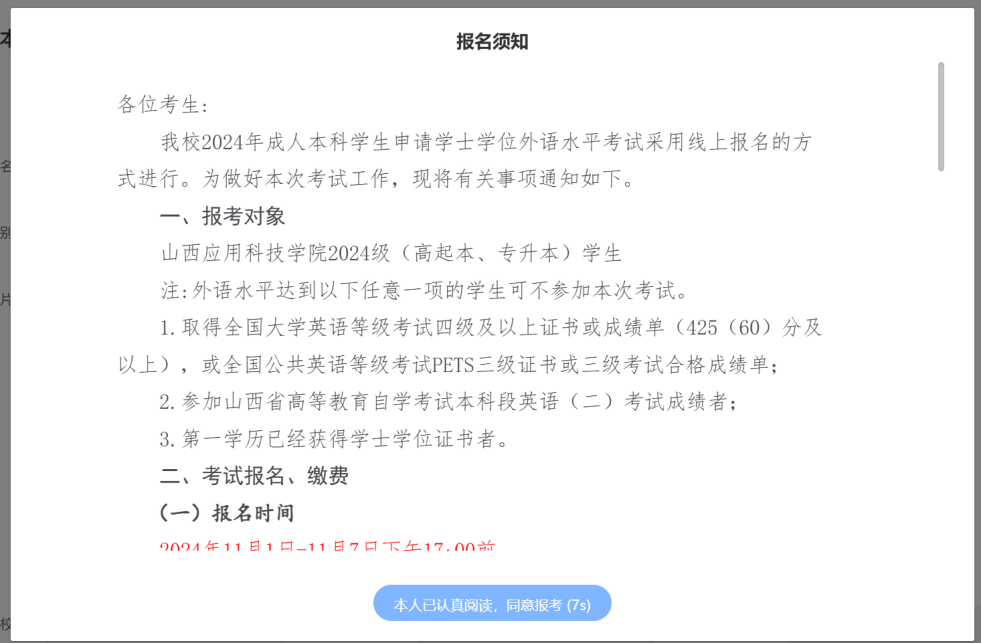 报名须知
各位考生:
我校2024年成人本科学生申请学士学位外语水平考试采用线上报名的方
式进行。为做好本次考试工作，现将有关事项通知如下。
一、报考对象
山西应用科技学院2024级（高起本、专升本）学生
注:外语水平达到以下任意一项的学生可不参加本次考试。
1.取得全国大学英语等级考试四级及以上证书或成绩单（425（60）分及
以上），或全国公共英语等级考试PETS三级证书或三级考试合格成绩单；
2.参加山西省高等教育自学考试本科段英语（二）考试成绩者；
3.第一学历已经获得学士学位证书者。
二、考试报名、缴费
（一）报名时间
2024年11月1日-11月7日下午17:00前
本人已认真阅读，同意报考 (7s)